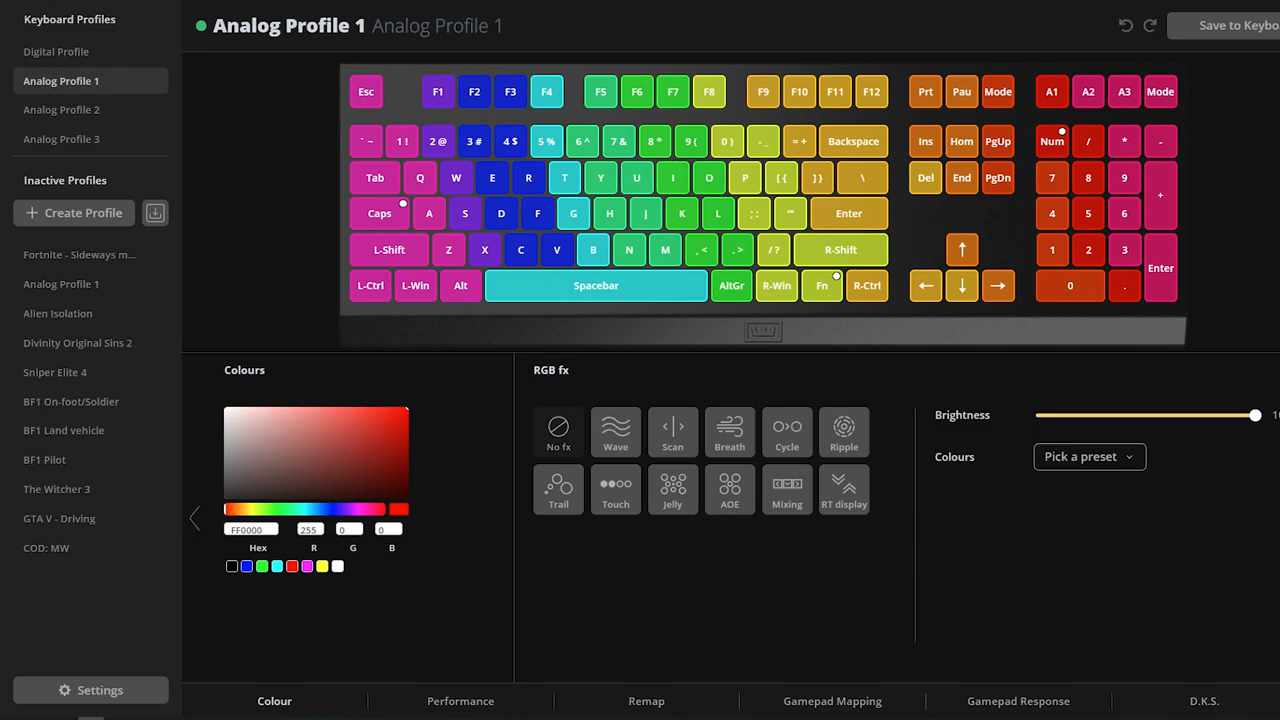 Keyboard Profiles
Digital Profile
Analog Profile 1
Analog Profile 2
Analog Profile 3
Inactive Profiles
Create Profile
Fortnite - Sideways m...
Analog Profile 1
Alien Isolation
Divinity Original Sins 2
Sniper Elite 4
BF1 On-foot/Soldier
BF1 Land vehicle
BF1 Pilot
The Witcher 3
GTA V - Driving
COD: MW
Settings
Analog Profile 1 Analog Profile 1
Save to Keybo
Esc F1 F2 F3 F4 F5 F6 F7 F8 F9 F10 F11 F12 Prt Pau Mode A1 A2 A3 Mode
` ~ 1 ! 2 @ 3 # 4 $ 5 % 6 ^ 7 & 8 * 9 ( 0 ) - _ = + Backspace Ins Hom PgUp Num / * -
Tab Q W E R T Y U I O P [ { ] } \ Del End PgDn 7 8 9 +
Caps A S D F G H J K L ; : '" Enter 4 5 6
L-Shift Z X C V B N M , < . > / ? R-Shift ↑ 1 2 3 Enter
L-Ctrl L-Win Alt Spacebar AltGr R-Win Fn R-Ctrl ← ↓ → 0 .
Colours
FF0000 255 0 0
Hex R G B
RGB fx
No fx Wave Scan Breath Cycle Ripple
Trail Touch Jelly AOE Mixing RT display
Brightness
Colours Pick a preset
Colour Performance Remap Gamepad Mapping Gamepad Response D.K.S.